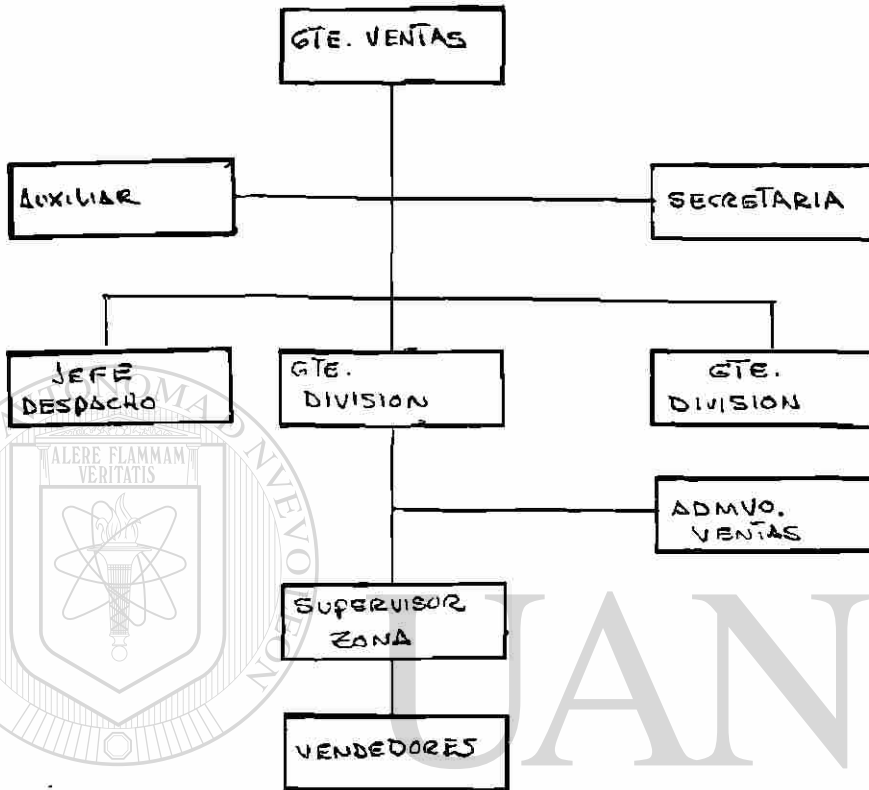 GTE. VENTAS
AUXILIAR
SECRETARIA
JEFE
DESPACHO
GTE.
DIVISION
GTE.
DIVISION
ADMVO.
VENTAS
SUPERVISOR
ZONA
VENDEDORES
ALERE FLAMMAM
VERITATIS
UAN